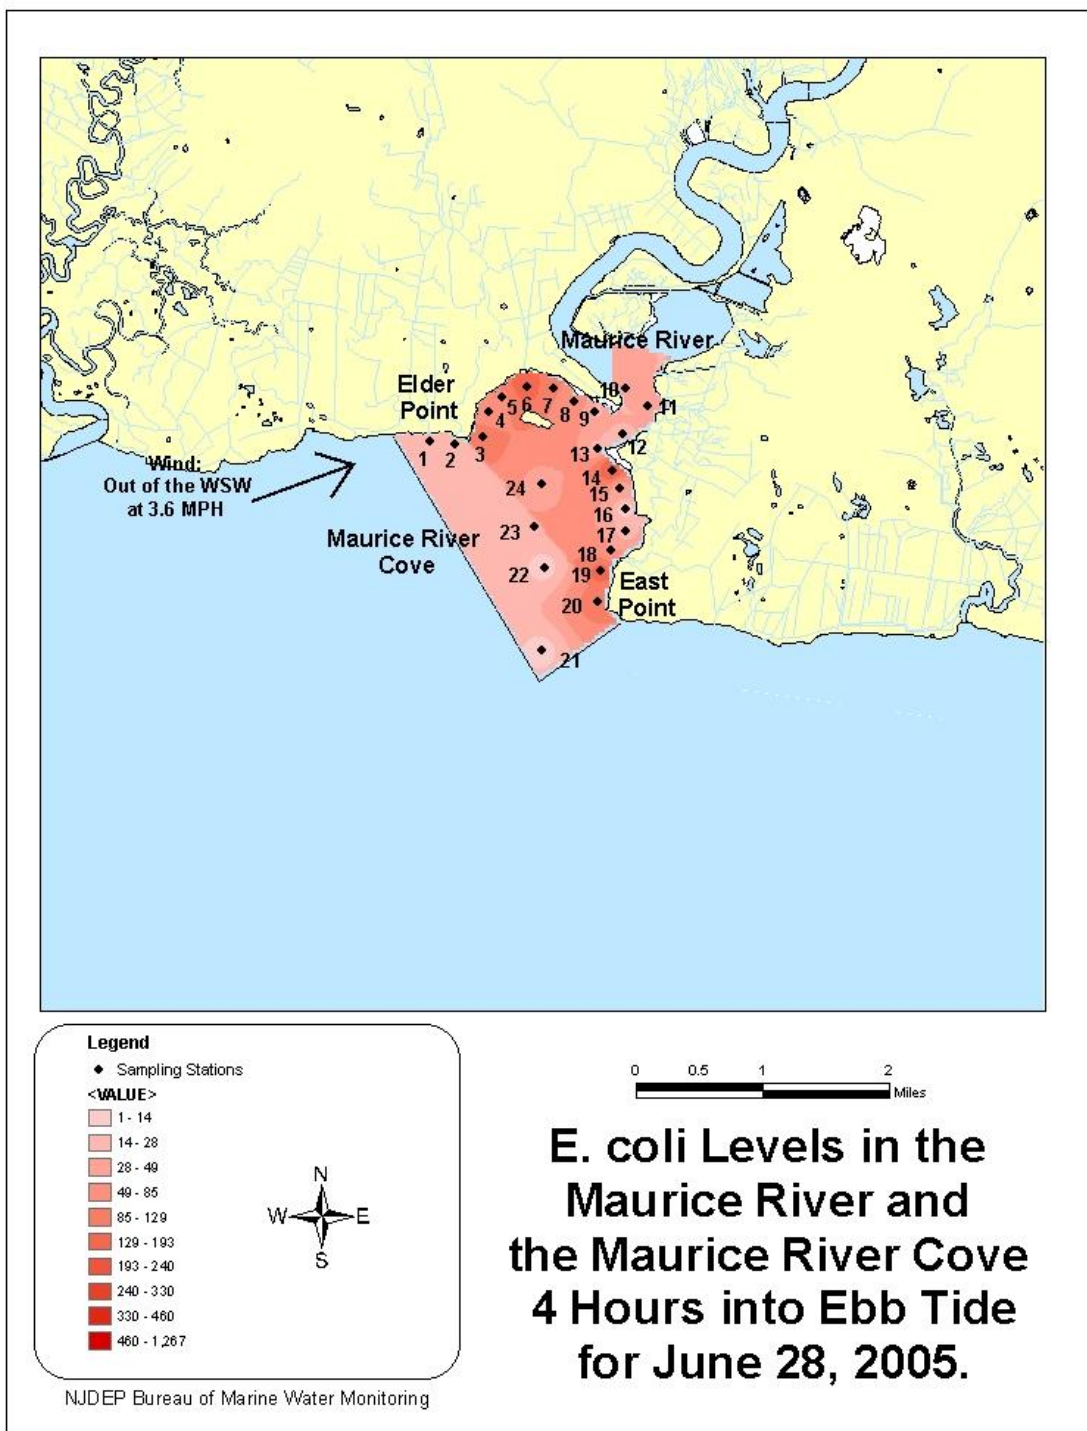 Maurice River
Elder
Point
1
2
3
4
5
6
7
8
9
10
11
12
13
14
15
16
17
18
19
20
21
22
23
24
Wind:
Out of the WSW
at 3.6 MPH
Maurice River
Cove
East
Point
Legend
Sampling Stations
<VALUE>
1 - 14
14 - 28
28 - 49
49 - 85
85 - 129
129 - 193
193 - 240
240 - 330
330 - 460
460 - 1,267
N
W
E
S
NJDEP Bureau of Marine Water Monitoring
0 0.5 1 2
Miles
E. coli Levels in the
Maurice River and
the Maurice River Cove
4 Hours into Ebb Tide
for June 28, 2005.